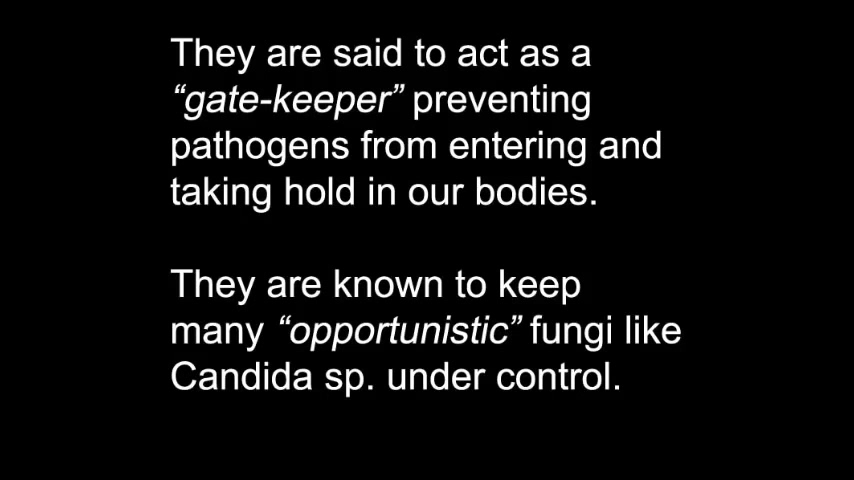 They are said to act as a
“gate-keeper” preventing
pathogens from entering and
taking hold in our bodies.
They are known to keep
many “opportunistic” fungi like
Candida sp. under control.